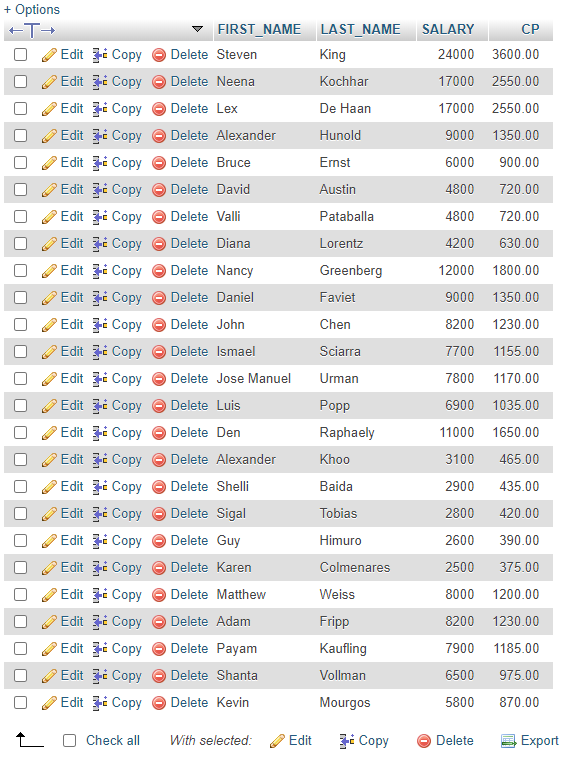 + Options
FIRST_NAME LAST_NAME SALARY CP
Edit Copy Delete Steven King 24000 3600.00
Edit Copy Delete Neena Kochhar 17000 2550.00
Edit Copy Delete Lex De Haan 17000 2550.00
Edit Copy Delete Alexander Hunold 9000 1350.00
Edit Copy Delete Bruce Ernst 6000 900.00
Edit Copy Delete David Austin 4800 720.00
Edit Copy Delete Valli Pataballa 4800 720.00
Edit Copy Delete Diana Lorentz 4200 630.00
Edit Copy Delete Nancy Greenberg 12000 1800.00
Edit Copy Delete Daniel Faviet 9000 1350.00
Edit Copy Delete John Chen 8200 1230.00
Edit Copy Delete Ismael Sciarra 7700 1155.00
Edit Copy Delete Jose Manuel Urman 7800 1170.00
Edit Copy Delete Luis Popp 6900 1035.00
Edit Copy Delete Den Raphaely 11000 1650.00
Edit Copy Delete Alexander Khoo 3100 465.00
Edit Copy Delete Shelli Baida 2900 435.00
Edit Copy Delete Sigal Tobias 2800 420.00
Edit Copy Delete Guy Himuro 2600 390.00
Edit Copy Delete Karen Colmenares 2500 375.00
Edit Copy Delete Matthew Weiss 8000 1200.00
Edit Copy Delete Adam Fripp 8200 1230.00
Edit Copy Delete Payam Kaufling 7900 1185.00
Edit Copy Delete Shanta Vollman 6500 975.00
Edit Copy Delete Kevin Mourgos 5800 870.00
Check all With selected: Edit Copy Delete Export